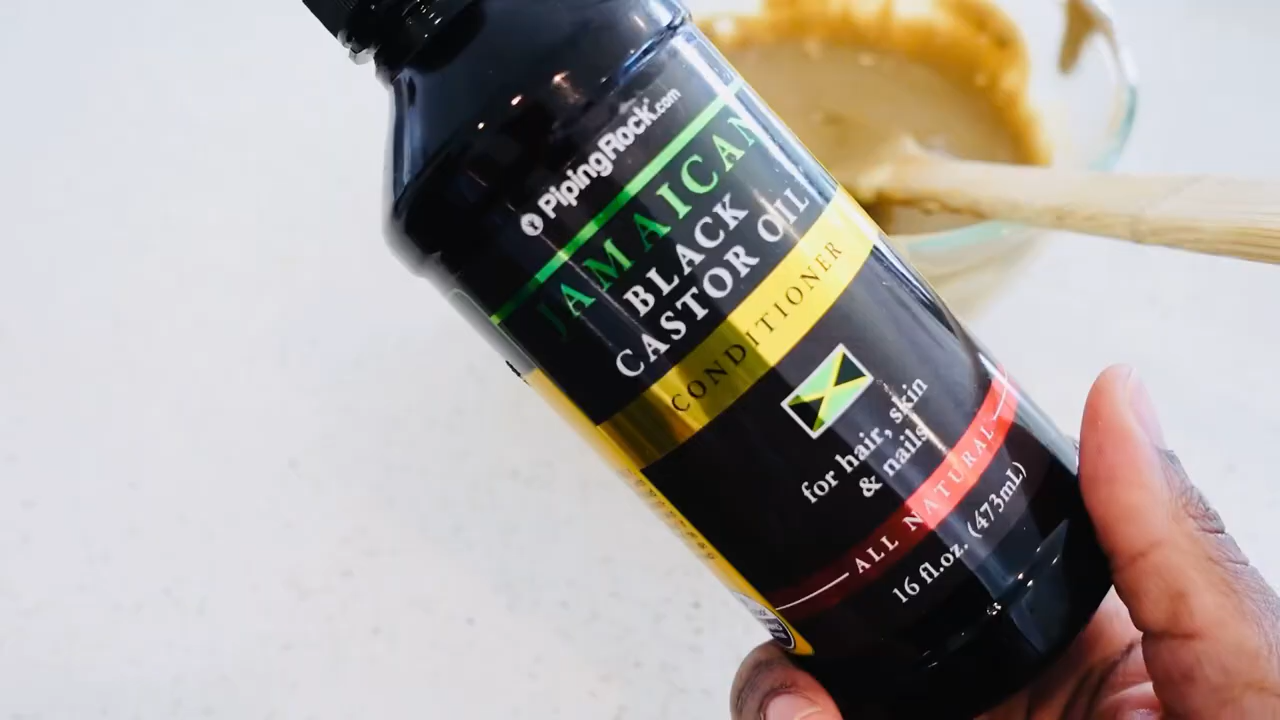 PipingRock.com
JAMAICAN
BLACK
CASTOR OIL
CONDITIONER
for hair, skin
& nails
ALL NATURAL
16 fl.oz. (473mL)